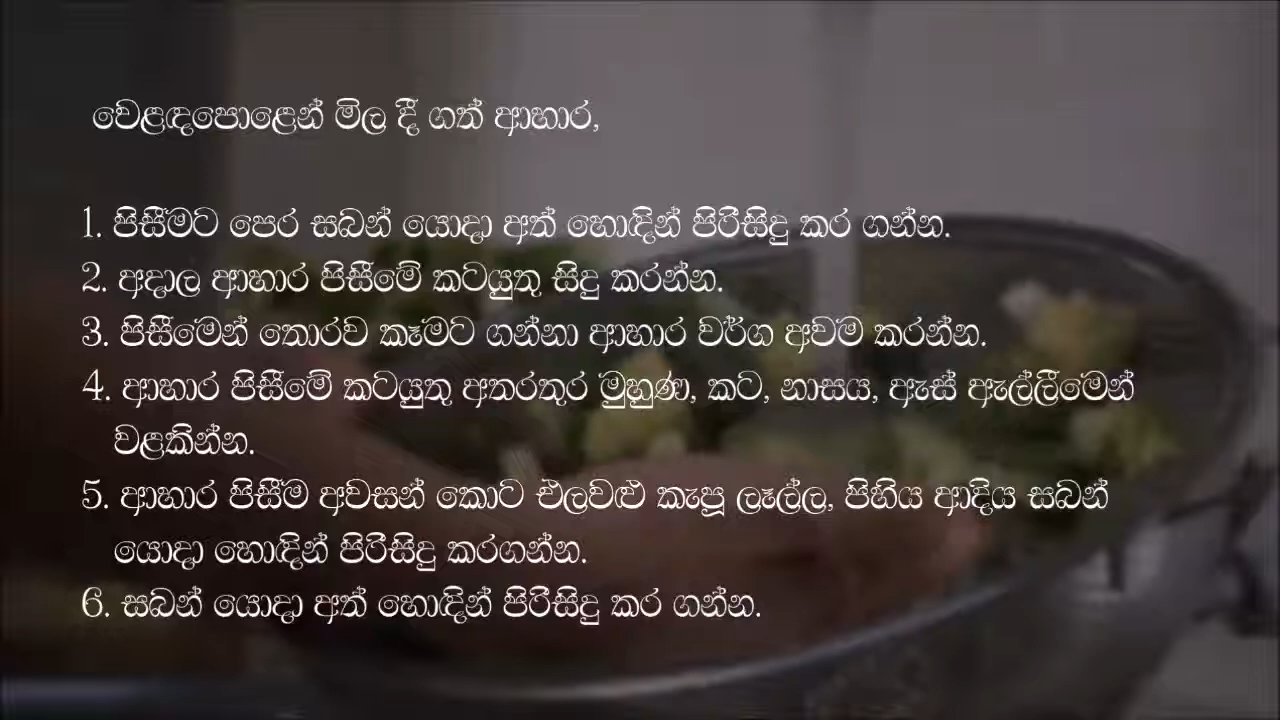 වෙළඳපොළෙන් මිල දී ගත් ආහාර,
1. පිසීමට පෙර සබන් යොදා අත් හොඳින් පිරිසිදු කර ගන්න.
2. අදාල ආහාර පිසීමේ කටයුතු සිදු කරන්න.
3. පිසීමෙන් තොරව කෑමට ගන්නා ආහාර වර්ග අවම කරන්න.
4. ආහාර පිසීමේ කටයුතු අතරතුර මුහුණ, කට, නාසය, ඇස් ඇල්ලීමෙන්
වළකින්න.
5. ආහාර පිසීම අවසන් කොට එලවළු කැපූ ලෑල්ල, පිහිය ආදිය සබන්
යොදා හොඳින් පිරිසිදු කරගන්න.
6. සබන් යොදා අත් හොඳින් පිරිසිදු කර ගන්න.